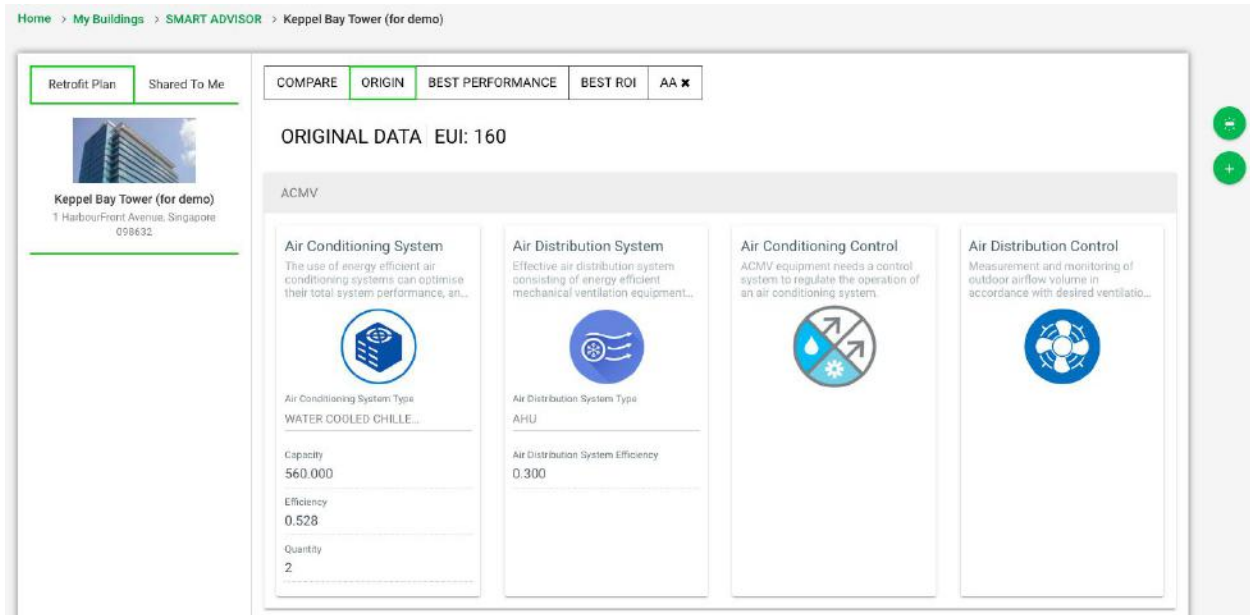 Home > My Buildings > SMART ADVISOR > Keppel Bay Tower (for demo)
Retrofit Plan Shared To Me
COMPARE ORIGIN BEST PERFORMANCE BEST ROI AA ✖
ORIGINAL DATA EUI: 160
Keppel Bay Tower (for demo)
1 HarbourFront Avenue, Singapore
098632
ACMV
Air Conditioning System
The use of energy efficient air
conditioning systems can optimise
their total system performance, an...
Air Conditioning System Type
WATER COOLED CHILLE...
Capacity
560.000
Efficiency
0.528
Quantity
2
Air Distribution System
Effective air distribution system
consisting of energy efficient
mechanical ventilation equipment...
Air Distribution System Type
AHU
Air Distribution System Efficiency
0.300
Air Conditioning Control
ACMV equipment needs a control
system to regulate the operation of
an air conditioning system.
Air Distribution Control
Measurement and monitoring of
outdoor airflow volume in
accordance with desired ventilatio...
+